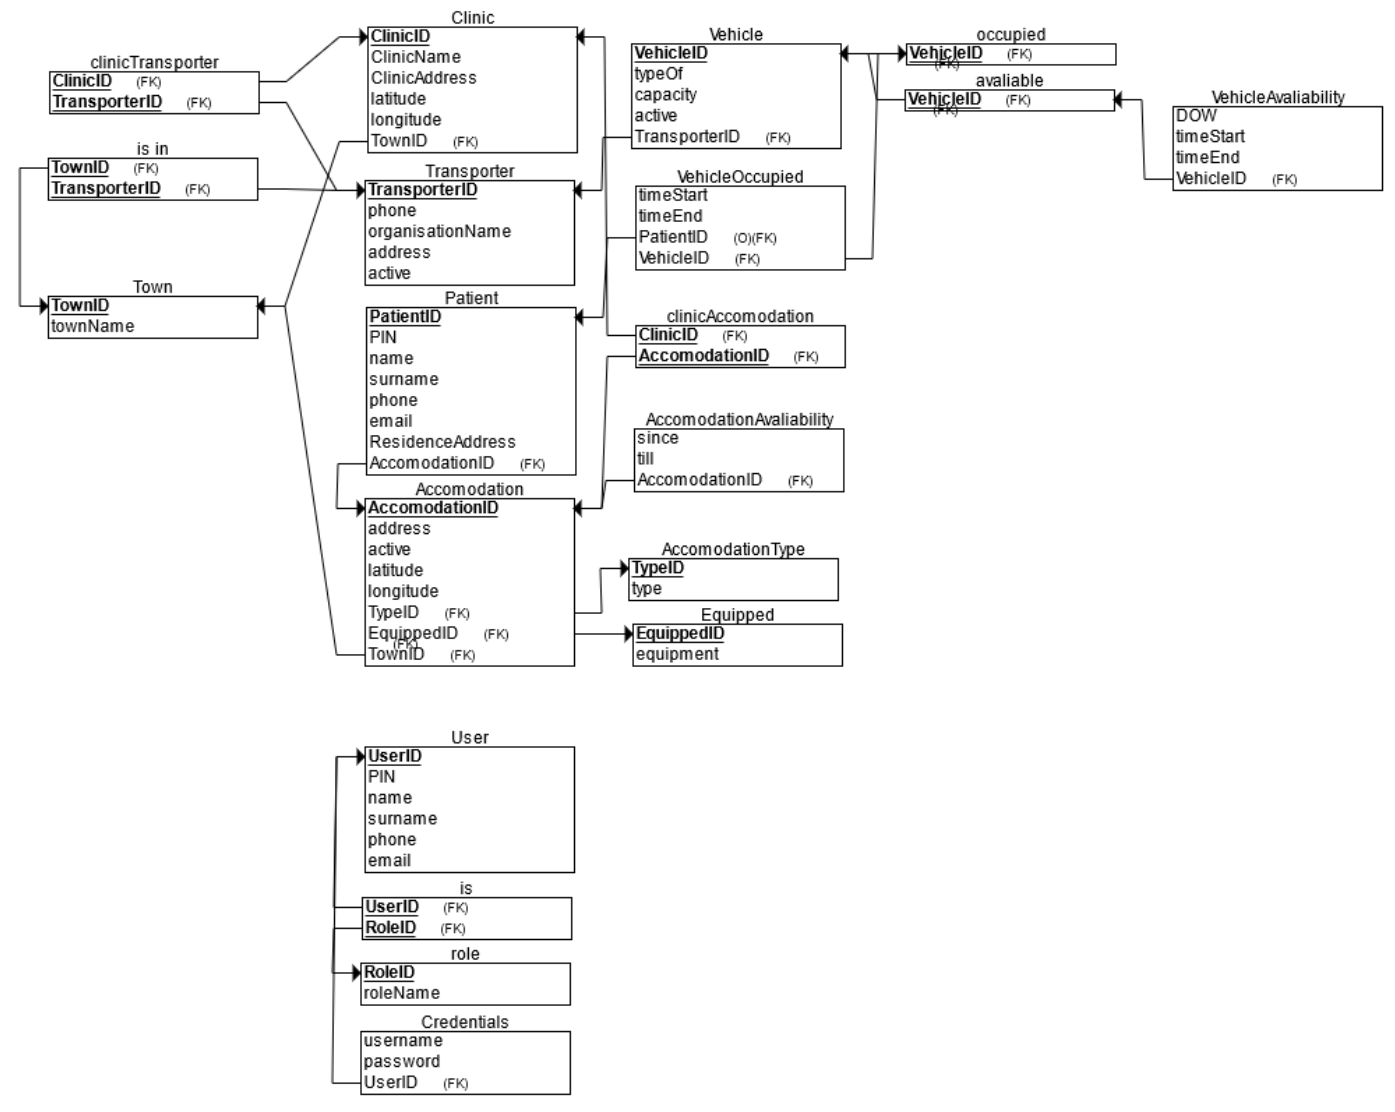 clinicTransporter
ClinicID (FK)
TransporterID (FK)
is in
TownID (FK)
TransporterID (FK)
Town
TownID
townName
Clinic
ClinicID
ClinicName
ClinicAddress
latitude
longitude
TownID (FK)
Transporter
TransporterID
phone
organisationName
address
active
Patient
PatientID
PIN
name
surname
phone
email
ResidenceAddress
AccomodationID (FK)
Accomodation
AccomodationID
address
active
latitude
longitude
TypeID (FK)
EquippedID (FK)
(FK)
TownID (FK)
Vehicle
VehicleID
typeOf
capacity
active
TransporterID (FK)
VehicleOccupied
timeStart
timeEnd
PatientID (O)(FK)
VehicleID (FK)
clinicAccomodation
ClinicID (FK)
AccomodationID (FK)
AccomodationAvaliability
since
till
AccomodationID (FK)
AccomodationType
TypeID
type
Equipped
EquippedID
equipment
occupied
VehicleID (FK)
(FK)
avaliable
VehicleID (FK)
(FK)
VehicleAvaliability
DOW
timeStart
timeEnd
VehicleID (FK)
User
UserID
PIN
name
surname
phone
email
is
UserID (FK)
RoleID (FK)
role
RoleID
roleName
Credentials
username
password
UserID (FK)